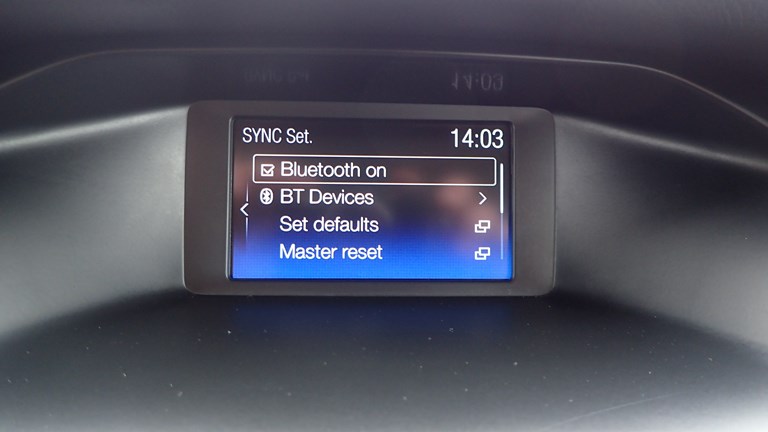 SYNC Set. 14:03
Bluetooth on
BT Devices
Set defaults
Master reset